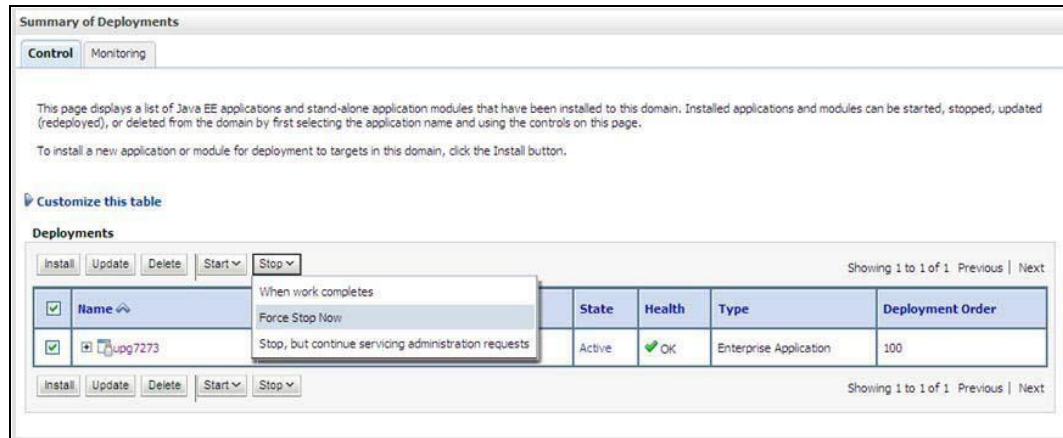 Summary of Deployments
Control Monitoring
This page displays a list of Java EE applications and stand-alone application modules that have been installed to this domain. Installed applications and modules can be started, stopped, updated
(redeployed), or deleted from the domain by first selecting the application name and using the controls on this page.
To install a new application or module for deployment to targets in this domain, click the Install button.
Customize this table
Deployments
Install Update Delete Start Stop Showing 1 to 1 of 1 Previous | Next
When work completes
Force Stop Now
Stop, but continue servicing administration requests
Name State Health Type Deployment Order
upg7273 Active OK Enterprise Application 100
Install Update Delete Start Stop Showing 1 to 1 of 1 Previous | Next